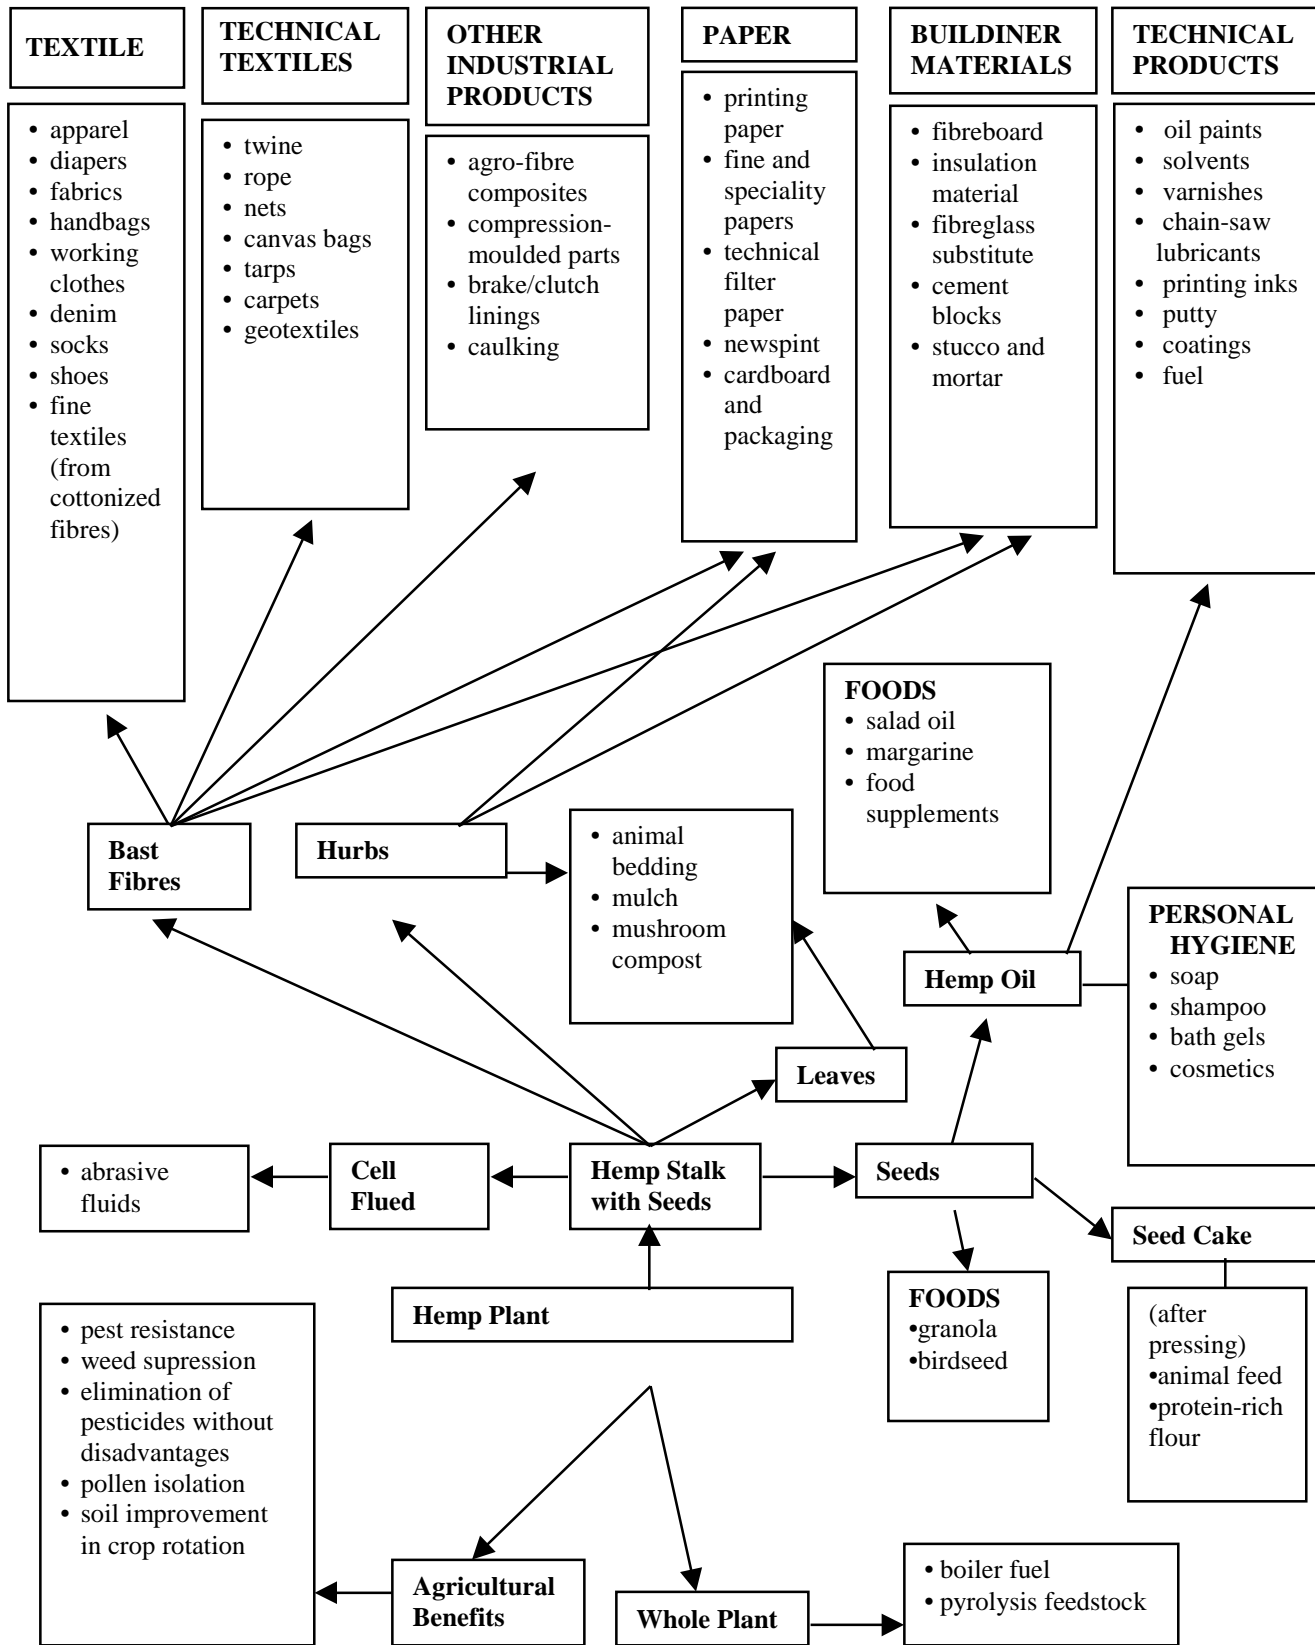 TEXTILE
• apparel
• diapers
• fabrics
• handbags
• working
clothes
• denim
• socks
• shoes
• fine
textiles
(from
cottonized
fibres)
TECHNICAL
TEXTILES
• twine
• rope
• nets
• canvas bags
• tarps
• carpets
• geotextiles
OTHER
INDUSTRIAL
PRODUCTS
• agro-fibre
composites
• compression-
moulded parts
• brake/clutch
linings
• caulking
PAPER
• printing
paper
• fine and
speciality
papers
• technical
filter
paper
• newspint
• cardboard
and
packaging
BUILDINER
MATERIALS
• fibreboard
• insulation
material
• fibreglass
substitute
• cement
blocks
• stucco and
mortar
TECHNICAL
PRODUCTS
• oil paints
• solvents
• varnishes
• chain-saw
lubricants
• printing inks
• putty
• coatings
• fuel
FOODS
• salad oil
• margarine
• food
supplements
Bast
Fibres
Hurbs
• animal
bedding
• mulch
• mushroom
compost
Hemp Oil
PERSONAL
HYGIENE
• soap
• shampoo
• bath gels
• cosmetics
Leaves
• abrasive
fluids
Cell
Flued
Hemp Stalk
with Seeds
Seeds
Seed Cake
Hemp Plant
FOODS
•granola
•birdseed
(after
pressing)
•animal feed
•protein-rich
flour
• pest resistance
• weed supression
• elimination of
pesticides without
disadvantages
• pollen isolation
• soil improvement
in crop rotation
Agricultural
Benefits
Whole Plant
• boiler fuel
• pyrolysis feedstock